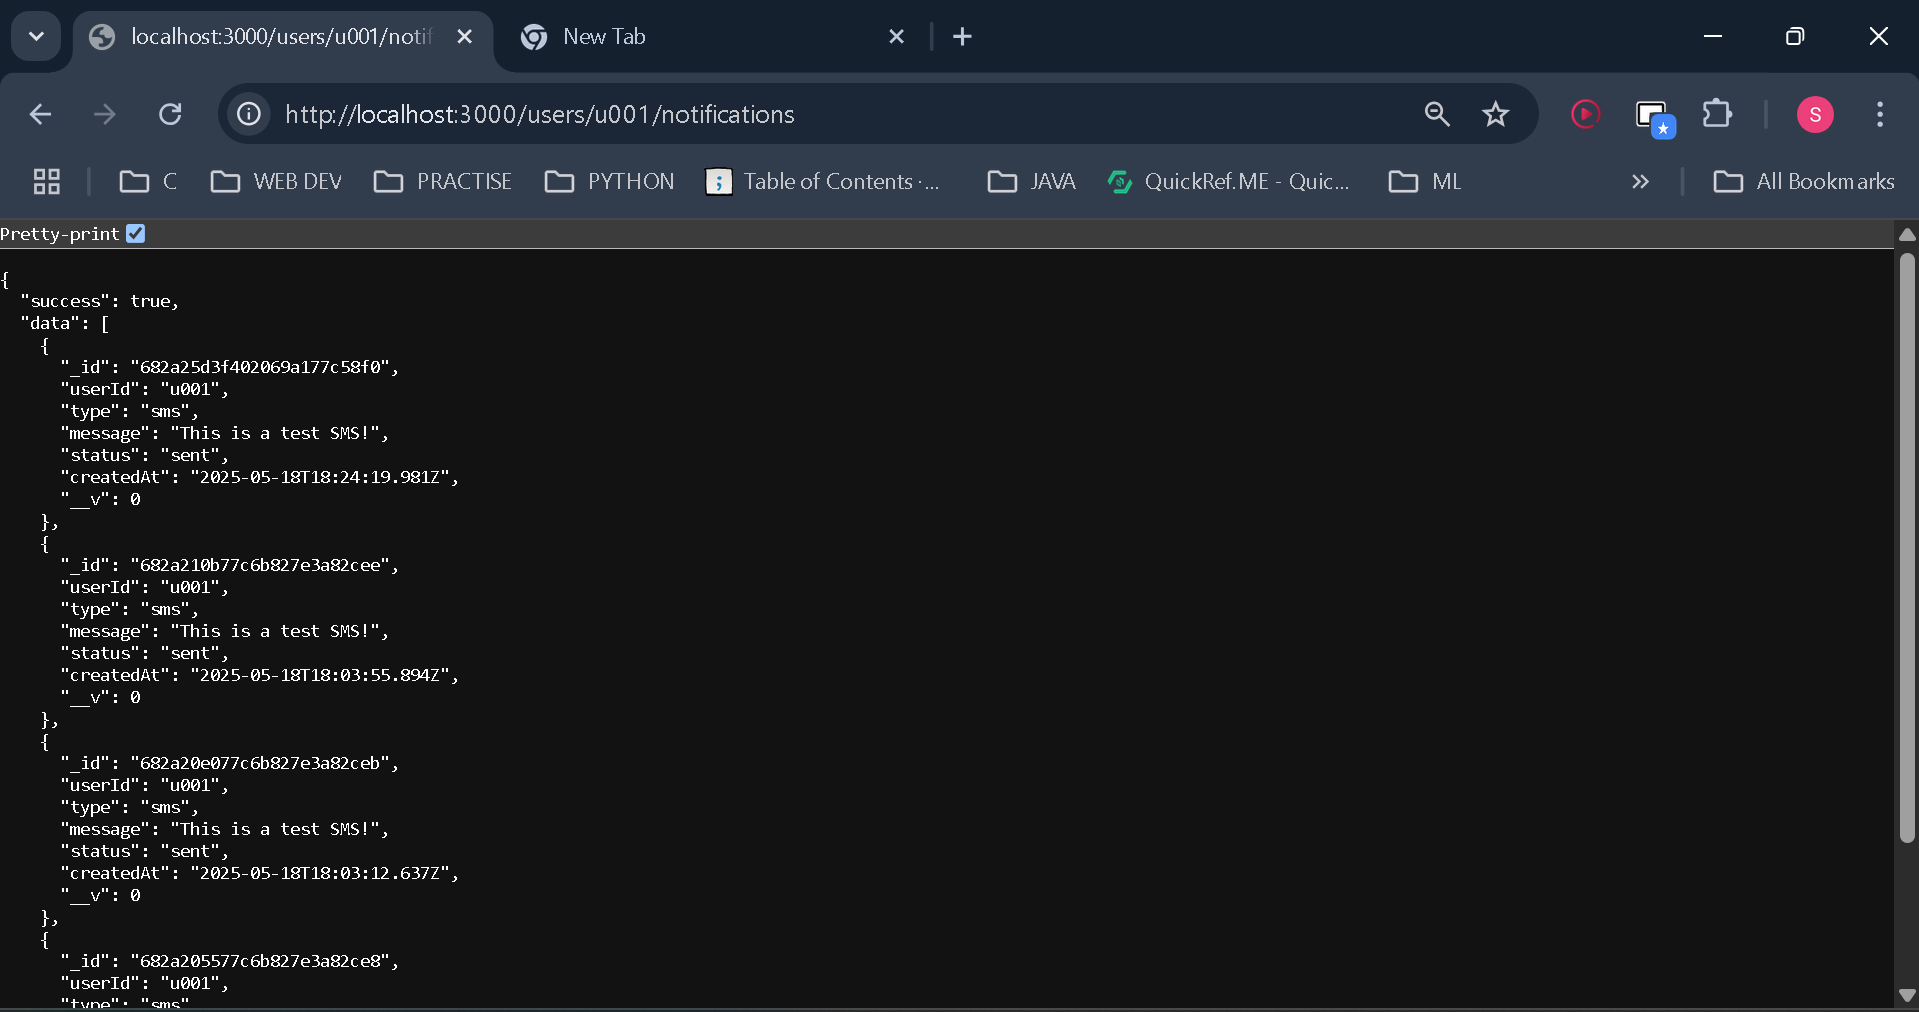 localhost:3000/users/u001/notif
New Tab
http://localhost:3000/users/u001/notifications
S
C
WEB DEV
PRACTISE
PYTHON
Table of Contents ·...
JAVA
QuickRef.ME - Quic...
ML
All Bookmarks
Pretty-print
{
  "success": true,
  "data": [
    {
      "_id": "682a25d3f402069a177c58f0",
      "userId": "u001",
      "type": "sms",
      "message": "This is a test SMS!",
      "status": "sent",
      "createdAt": "2025-05-18T18:24:19.981Z",
      "__v": 0
    },
    {
      "_id": "682a210b77c6b827e3a82cee",
      "userId": "u001",
      "type": "sms",
      "message": "This is a test SMS!",
      "status": "sent",
      "createdAt": "2025-05-18T18:03:55.894Z",
      "__v": 0
    },
    {
      "_id": "682a20e077c6b827e3a82ceb",
      "userId": "u001",
      "type": "sms",
      "message": "This is a test SMS!",
      "status": "sent",
      "createdAt": "2025-05-18T18:03:12.637Z",
      "__v": 0
    },
    {
      "_id": "682a205577c6b827e3a82ce8",
      "userId": "u001",
      "type": "sms"